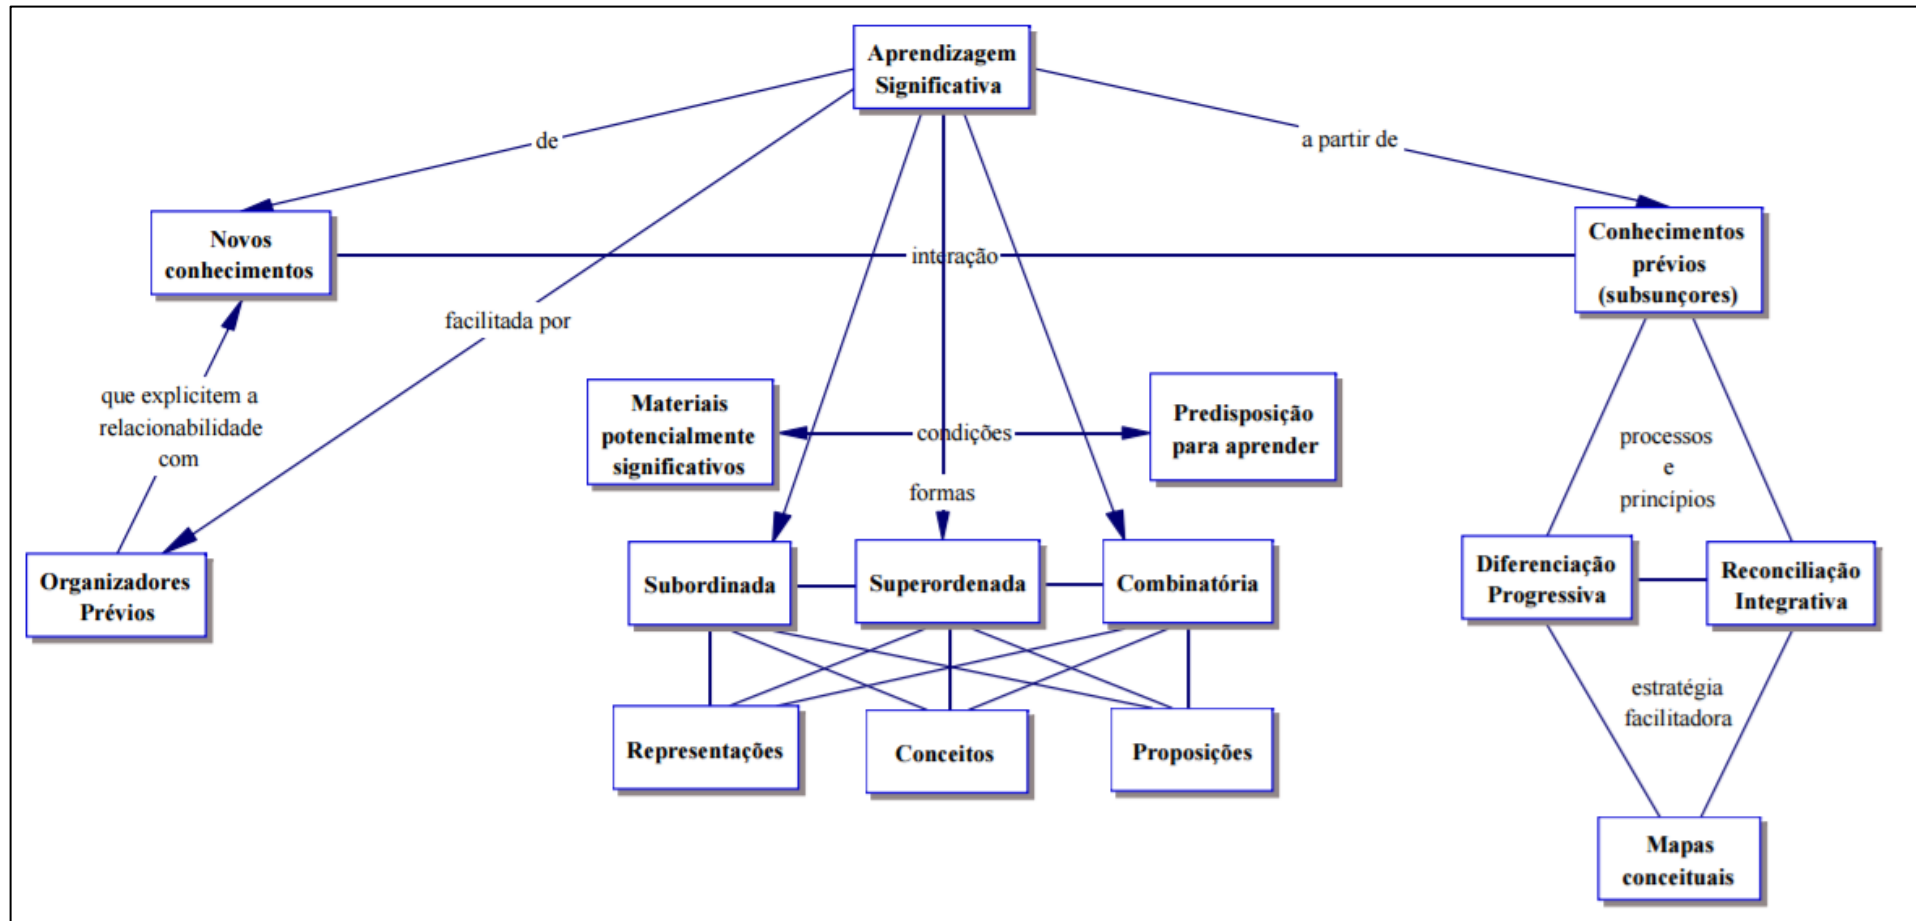 Aprendizagem
Significativa
de
a partir de
Novos
conhecimentos
interação
Conhecimentos
prévios
(subsunçores)
facilitada por
que explicitem a
relacionabilidade
com
Materiais
potencialmente
significativos
condições
Predisposição
para aprender
processos
e
princípios
formas
Organizadores
Prévios
Subordinada
Superordenada
Combinatória
Diferenciação
Progressiva
Reconciliação
Integrativa
Representações
Conceitos
Proposições
estratégia
facilitadora
Mapas
conceituais